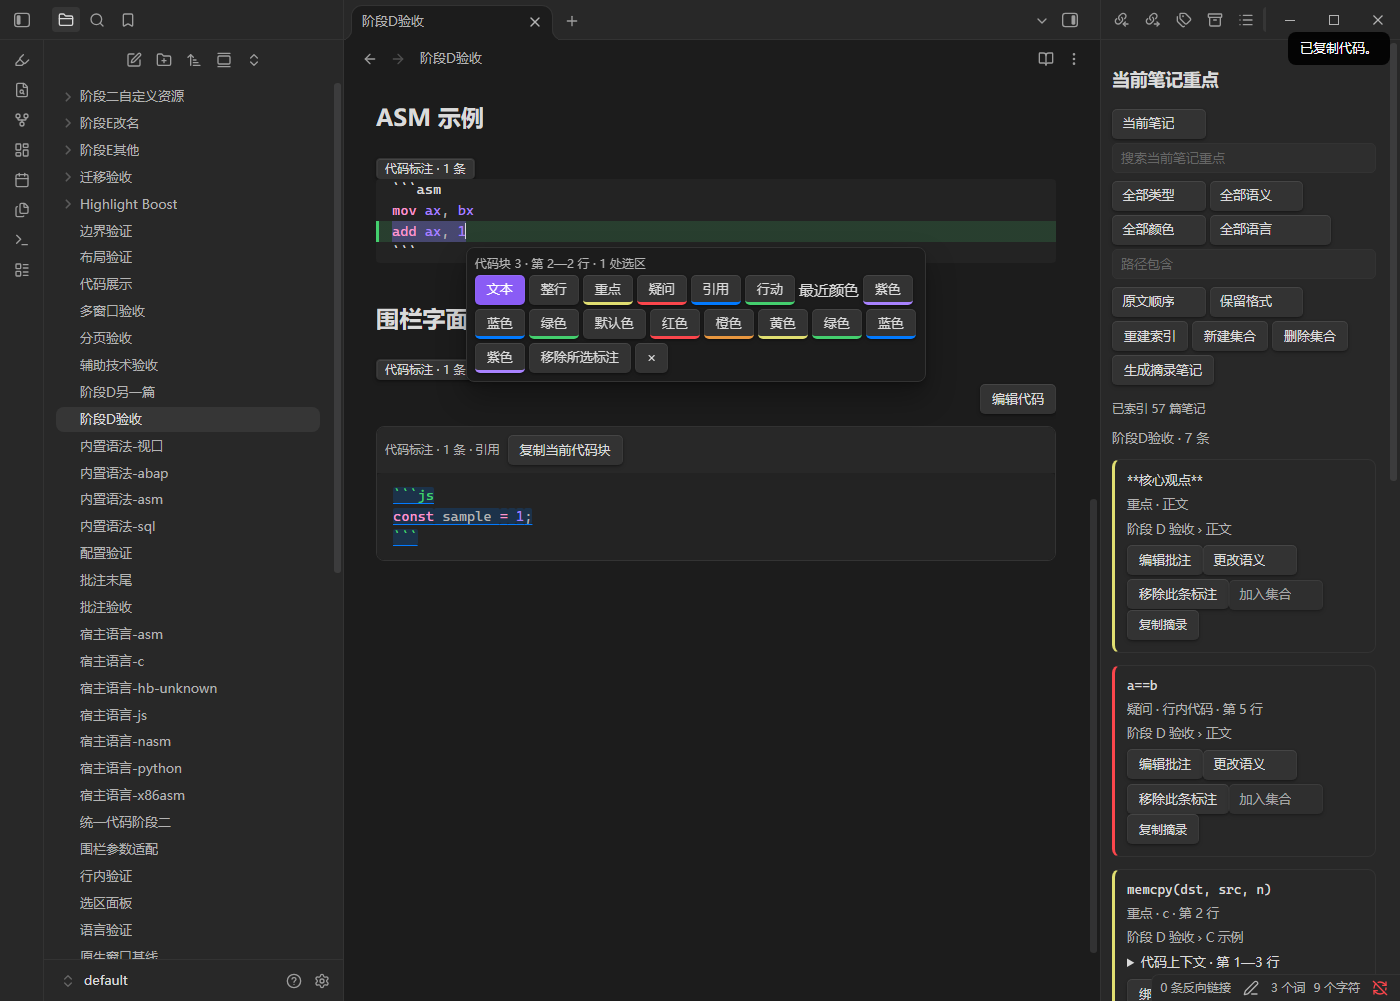 阶段D验收
已复制代码。
阶段D验收
阶段二自定义资源
阶段E改名
阶段E其他
迁移验收
Highlight Boost
边界验证
布局验证
代码展示
多窗口验收
分页验收
辅助技术验收
阶段D另一篇
阶段D验收
内置语法-视口
内置语法-abap
内置语法-asm
内置语法-sql
配置验证
批注末尾
批注验收
宿主语言-asm
宿主语言-c
宿主语言-hb-unknown
宿主语言-js
宿主语言-nasm
宿主语言-python
宿主语言-x86asm
统一代码阶段二
围栏参数适配
行内验证
选区面板
语言验证
原生窗口基线
default
ASM 示例
代码标注 · 1 条
```asm
mov ax, bx
add ax, 1
```
代码块 3 · 第 2—2 行 · 1 处选区
文本 整行 重点 疑问 引用 行动 最近颜色 紫色
蓝色 绿色 默认色 红色 橙色 黄色 绿色 蓝色
紫色 移除所选标注 ×
围栏字面
代码标注 · 1 条
编辑代码
代码标注 · 1 条 · 引用 复制当前代码块
```js
const sample = 1;
```
当前笔记重点
当前笔记
搜索当前笔记重点
全部类型 全部语义
全部颜色 全部语言
路径包含
原文顺序 保留格式
重建索引 新建集合 删除集合
生成摘录笔记
已索引 57 篇笔记
阶段D验收 · 7 条
**核心观点**
重点 · 正文
阶段 D 验收 › 正文
编辑批注 更改语义
移除此条标注 加入集合
复制摘录
a==b
疑问 · 行内代码 · 第 5 行
阶段 D 验收 › 正文
编辑批注 更改语义
移除此条标注 加入集合
复制摘录
memcpy(dst, src, n)
重点 · c · 第 2 行
阶段 D 验收 › C 示例
代码上下文 · 第 1—3 行
0 条反向链接 3 个词 9 个字符